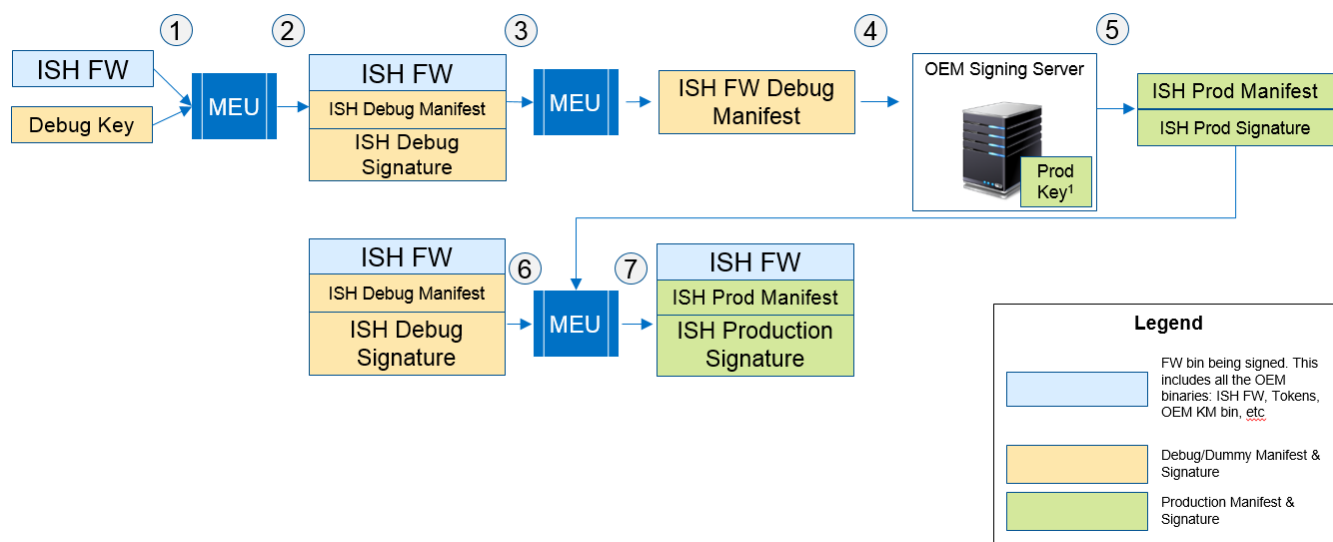 1
2
3
4
5
ISH FW
Debug Key
MEU
ISH FW
ISH Debug Manifest
ISH Debug
Signature
MEU
ISH FW Debug
Manifest
OEM Signing Server
Prod
Key1
ISH Prod Manifest
ISH Prod Signature
ISH FW
ISH Debug Manifest
ISH Debug
Signature
6
MEU
7
ISH FW
ISH Prod Manifest
ISH Production
Signature
Legend
FW bin being signed. This
includes all the OEM
binaries: ISH FW, Tokens,
OEM KM bin, etc
Debug/Dummy Manifest &
Signature
Production Manifest &
Signature